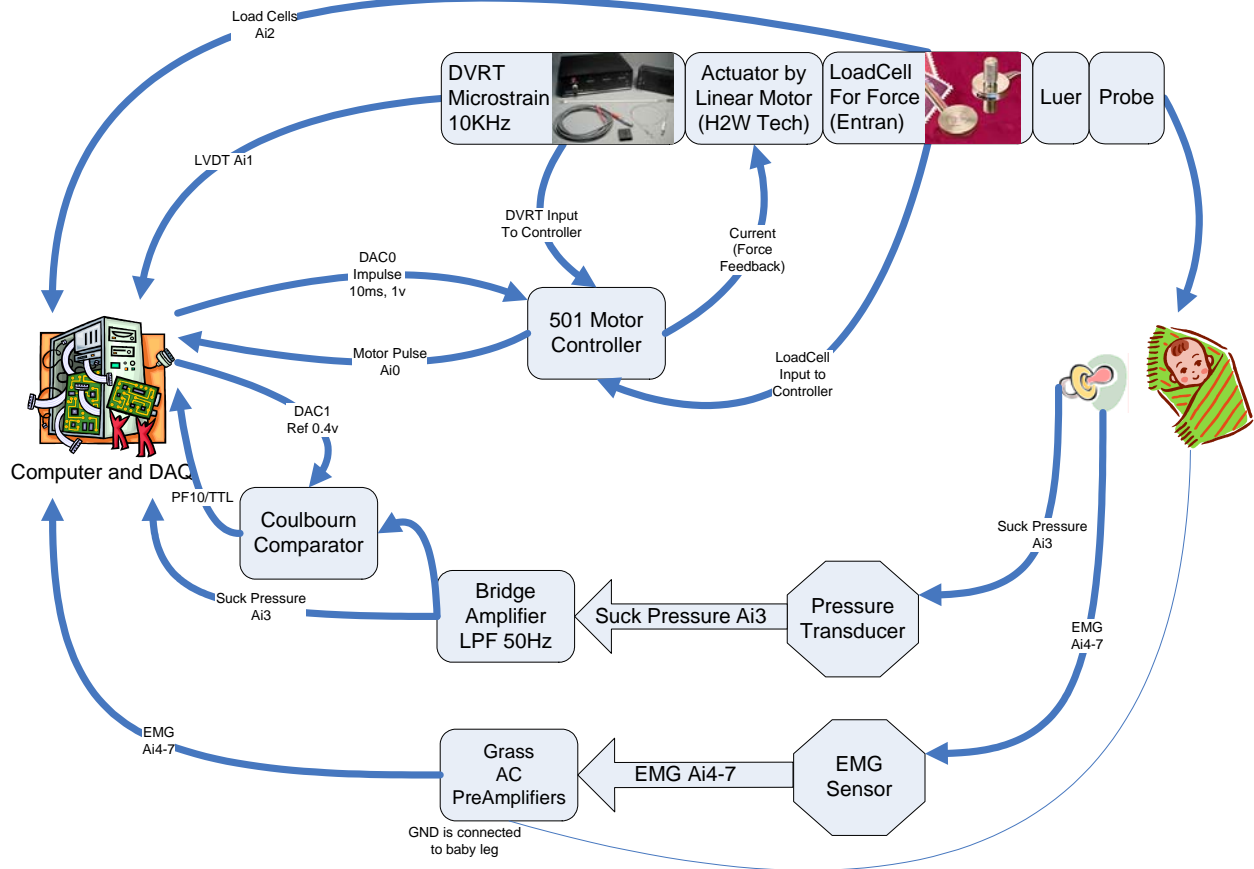 Load Cells
Ai2
DVRT
Microstrain
10KHz
Actuator by
Linear Motor
(H2W Tech)
LoadCell
For Force
(Entran)
Luer
Probe
LVDT Ai1
DVRT Input
To Controller
Current
(Force
Feedback)
DAC0
Impulse
10ms, 1v
501 Motor
Controller
Motor Pulse
Ai0
LoadCell
Input to
Controller
DAC1
Ref 0.4v
Computer and DAQ
PF10/TTL
Coulbourn
Comparator
Suck Pressure
Ai3
Suck Pressure
Ai3
Bridge
Amplifier
LPF 50Hz
Suck Pressure Ai3
Pressure
Transducer
EMG
Ai4-7
EMG
Ai4-7
Grass
AC
PreAmplifiers
EMG Ai4-7
EMG
Sensor
GND is connected
to baby leg